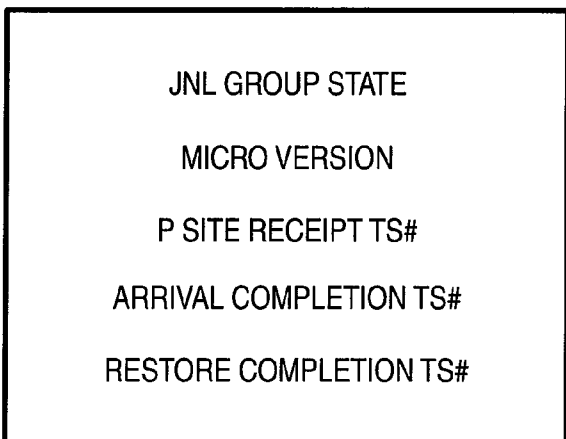 JNL GROUP STATE
MICRO VERSION
P SITE RECEIPT TS#
ARRIVAL COMPLETION TS#
RESTORE COMPLETION TS#